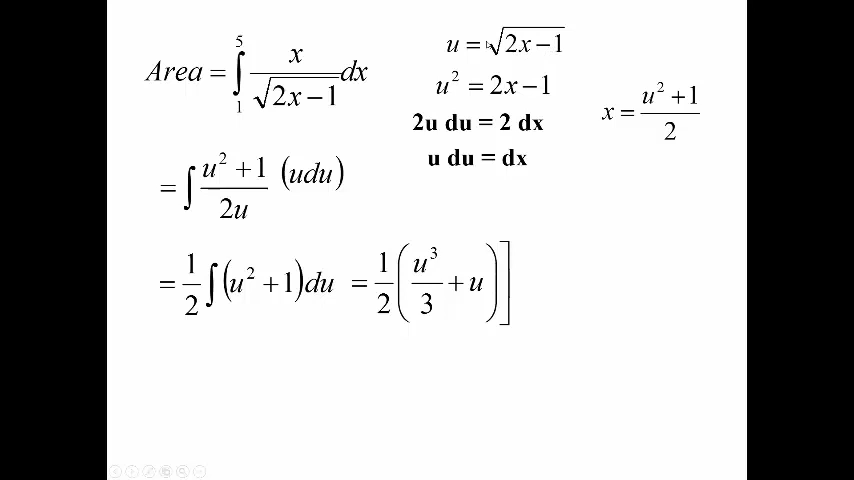 Area = ∫₁⁵ x/√(2x−1) dx
u = √(2x−1)
u² = 2x−1
2u du = 2 dx
u du = dx
x = (u²+1)/2
= ∫ (u²+1)/2u (udu)
= 1/2 ∫(u²+1)du = 1/2 (u³/3 + u)]